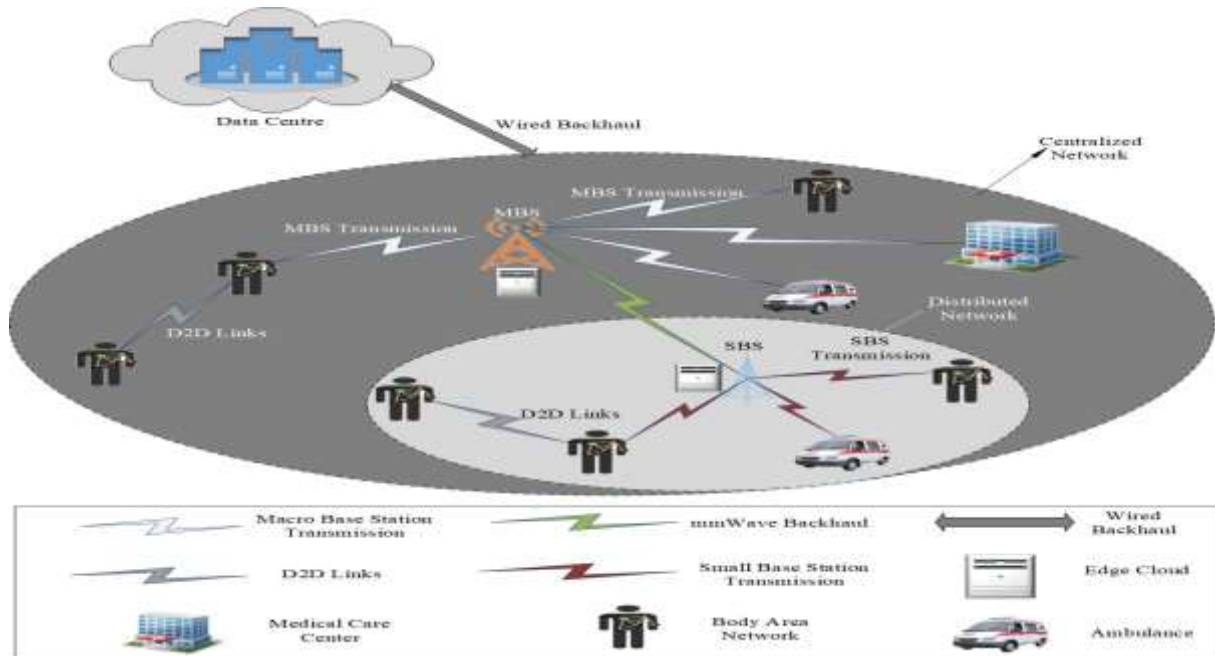 Data Centre
Wired Backhaul
Centralized
Network
MBS Transmission
MBS
MBS Transmission
Distributed
Network
D2D Links
SBS
SBS
Transmission
D2D Links
Macro Base Station
Transmission
mmWave Backhaul
Wired
Backhaul
D2D Links
Small Base Station
Transmission
Edge Cloud
Medical Care
Center
Body Area
Network
Ambulance